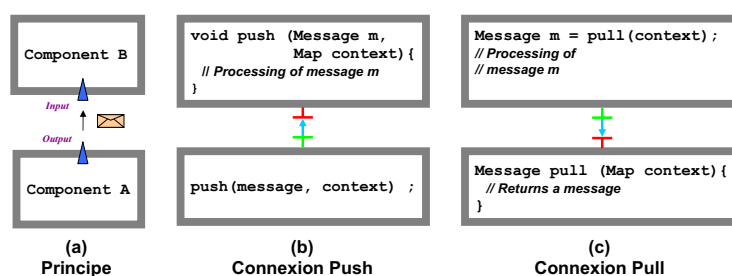 Component B
Input
Output
Component A
(a)
Principe
void push (Message m,
Map context){
// Processing of message m
}
push(message, context) ;
(b)
Connexion Push
Message m = pull(context);
// Processing of
// message m
Message pull (Map context){
// Returns a message
}
(c)
Connexion Pull